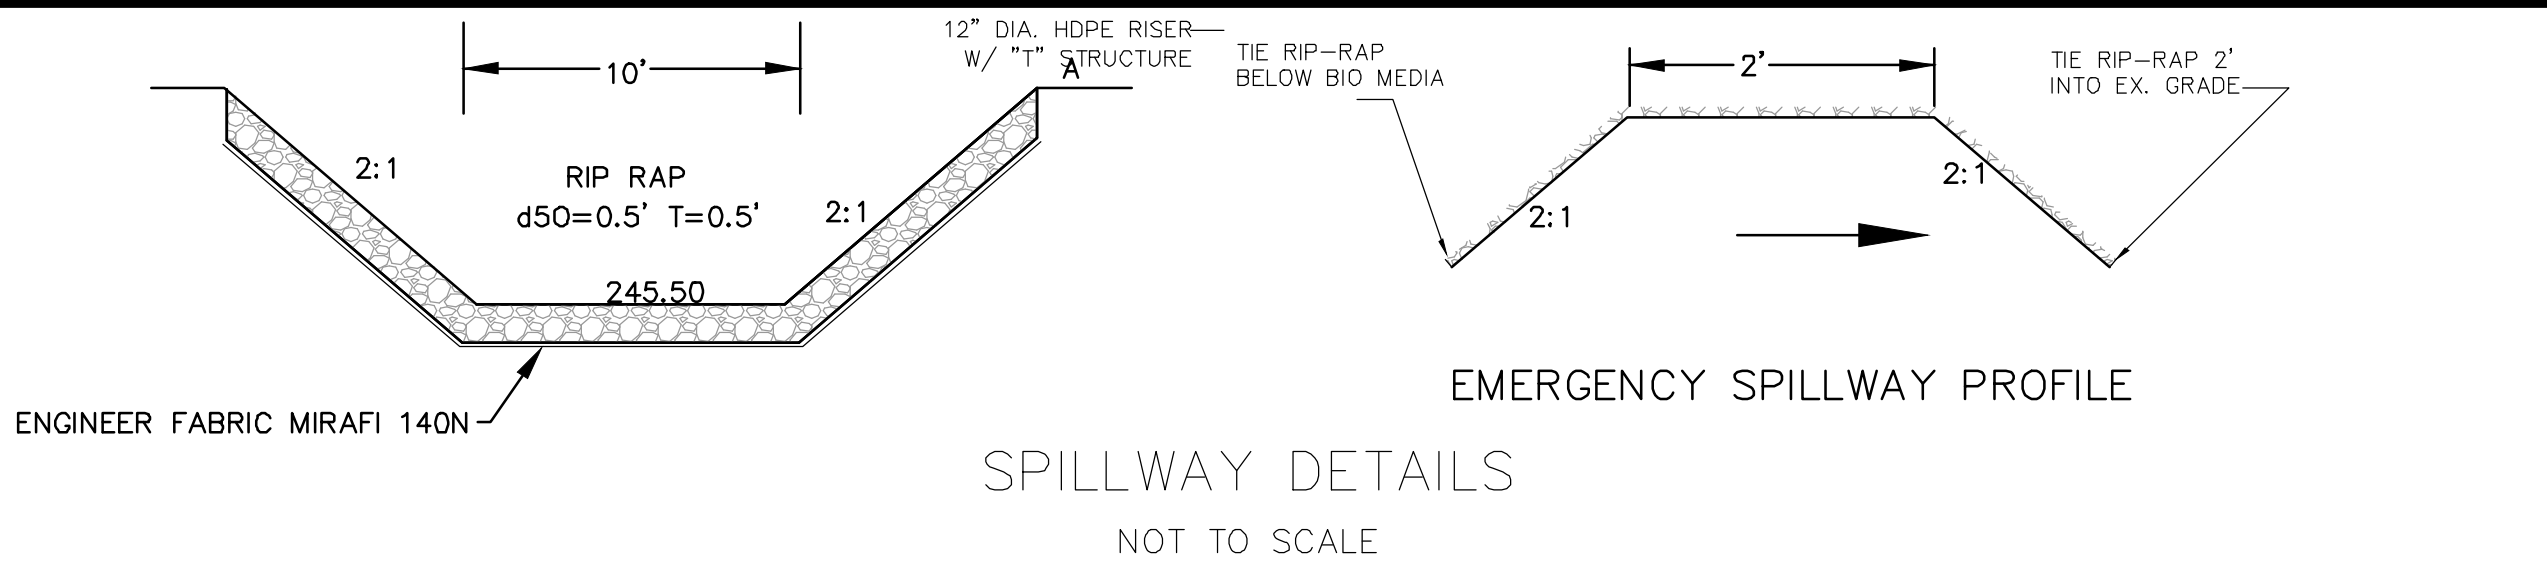 10'
12" DIA. HDPE RISER
W/ "T" STRUCTURE
A
TIE RIP-RAP
BELOW BIO MEDIA
2'
TIE RIP-RAP 2'
INTO EX. GRADE
2:1
RIP RAP
d50=0.5' T=0.5'
2:1
2:1
2:1
245.50
ENGINEER FABRIC MIRAFI 140N
EMERGENCY SPILLWAY PROFILE
SPILLWAY DETAILS
NOT TO SCALE